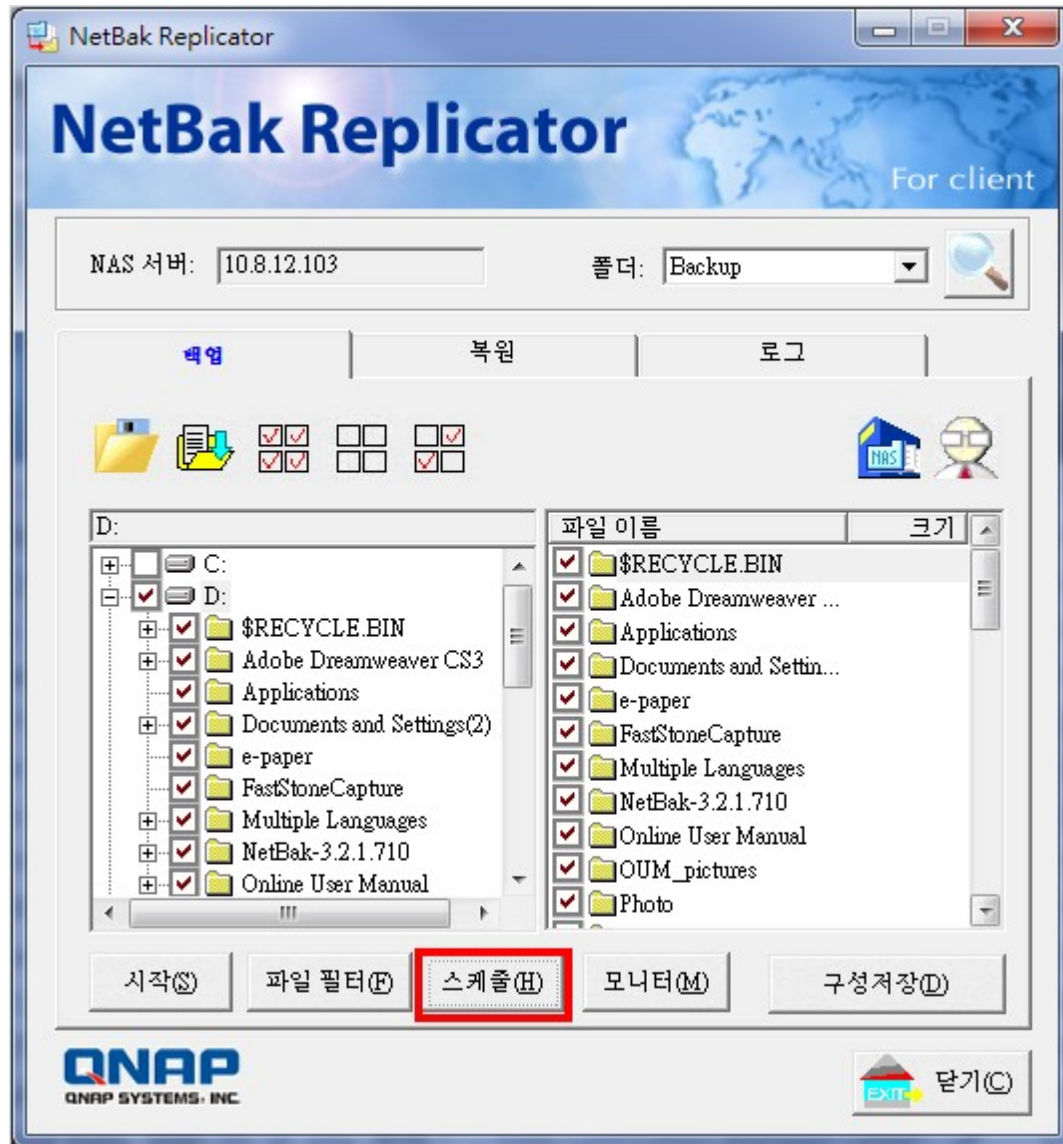 NetBak Replicator
NetBak Replicator
For client
NAS 서버: 10.8.12.103 폴더: Backup
백업 복원 로그
NAS
D:
C:
D:
$RECYCLE.BIN
Adobe Dreamweaver CS3
Applications
Documents and Settings(2)
e-paper
FastStoneCapture
Multiple Languages
NetBak-3.2.1.710
Online User Manual
파일 이름 크기
$RECYCLE.BIN
Adobe Dreamweaver ...
Applications
Documents and Settin...
e-paper
FastStoneCapture
Multiple Languages
NetBak-3.2.1.710
Online User Manual
OUM_pictures
Photo
시작(S) 파일 필터(F) 스케줄(H) 모니터(M) 구성저장(D)
QNAP
QNAP SYSTEMS, INC.
EXIT 닫기(C)